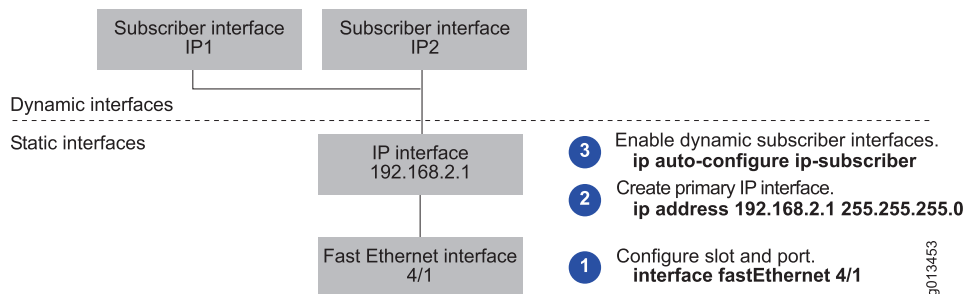 Subscriber interface
IP1
Subscriber interface
IP2
Dynamic interfaces
Static interfaces
IP interface
192.168.2.1
3
Enable dynamic subscriber interfaces.
ip auto-configure ip-subscriber
2
Create primary IP interface.
ip address 192.168.2.1 255.255.255.0
Fast Ethernet interface
4/1
1
Configure slot and port.
interface fastEthernet 4/1
g013453